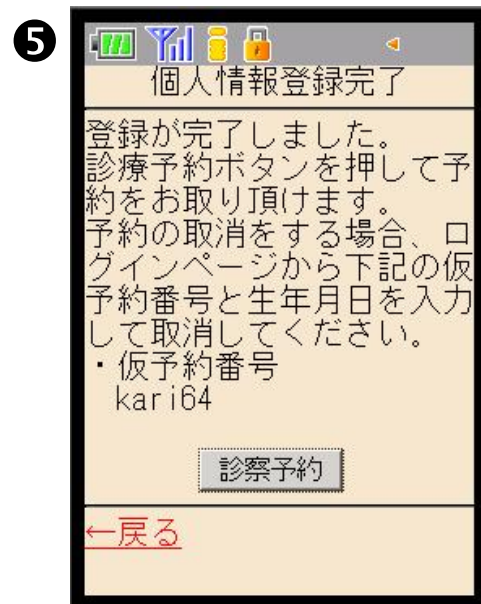 ❺
個人情報登録完了
登録が完了しました。
診療予約ボタンを押して予
約をお取り頂けます。
予約の取消をする場合、ロ
グインページから下記の仮
予約番号と生年月日を入力
して取消してください。
・仮予約番号
kari64
診察予約
←戻る